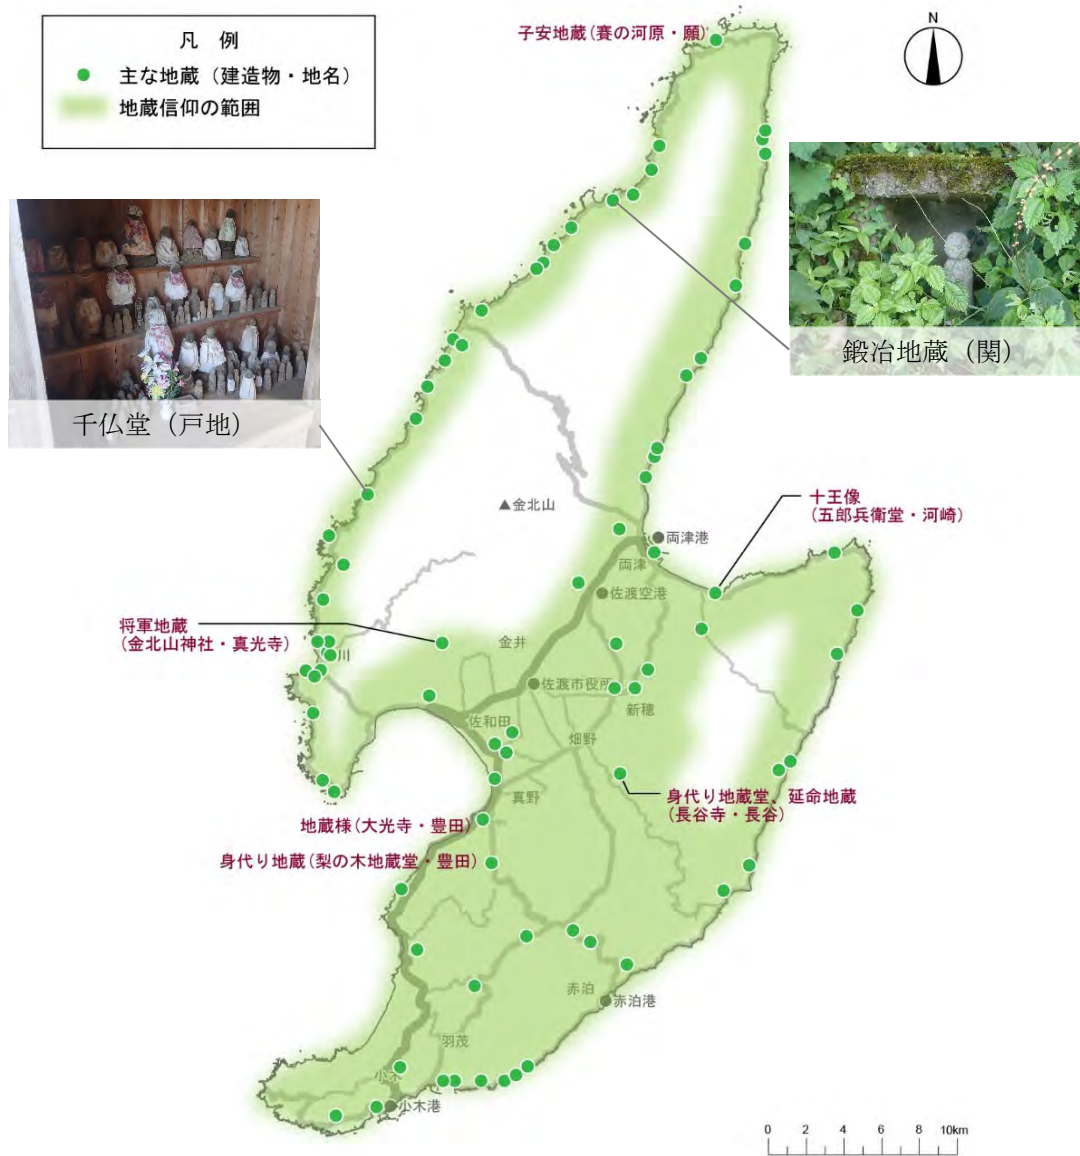 凡 例
主な地蔵（建造物・地名）
地蔵信仰の範囲
子安地蔵(賽の河原・願)
N
鍛冶地蔵（関）
千仏堂（戸地）
▲金北山
十王像
(五郎兵衛堂・河崎)
両津港
両津
佐渡空港
将軍地蔵
(金北山神社・真光寺)
川
金井
佐渡市役所
新穂
佐和田
畑野
真野
身代り地蔵堂、延命地蔵
(長谷寺・長谷)
地蔵様(大光寺・豊田)
身代り地蔵(梨の木地蔵堂・豊田)
赤泊
赤泊港
羽茂
小木
小木港
0 2 4 6 8 10km